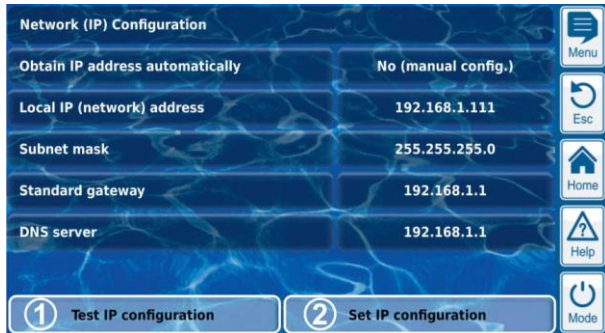 Network (IP) Configuration
Obtain IP address automatically No (manual config.)
Local IP (network) address 192.168.1.111
Subnet mask 255.255.255.0
Standard gateway 192.168.1.1
DNS server 192.168.1.1
1 Test IP configuration 2 Set IP configuration
Menu
Esc
Home
? Help
Mode